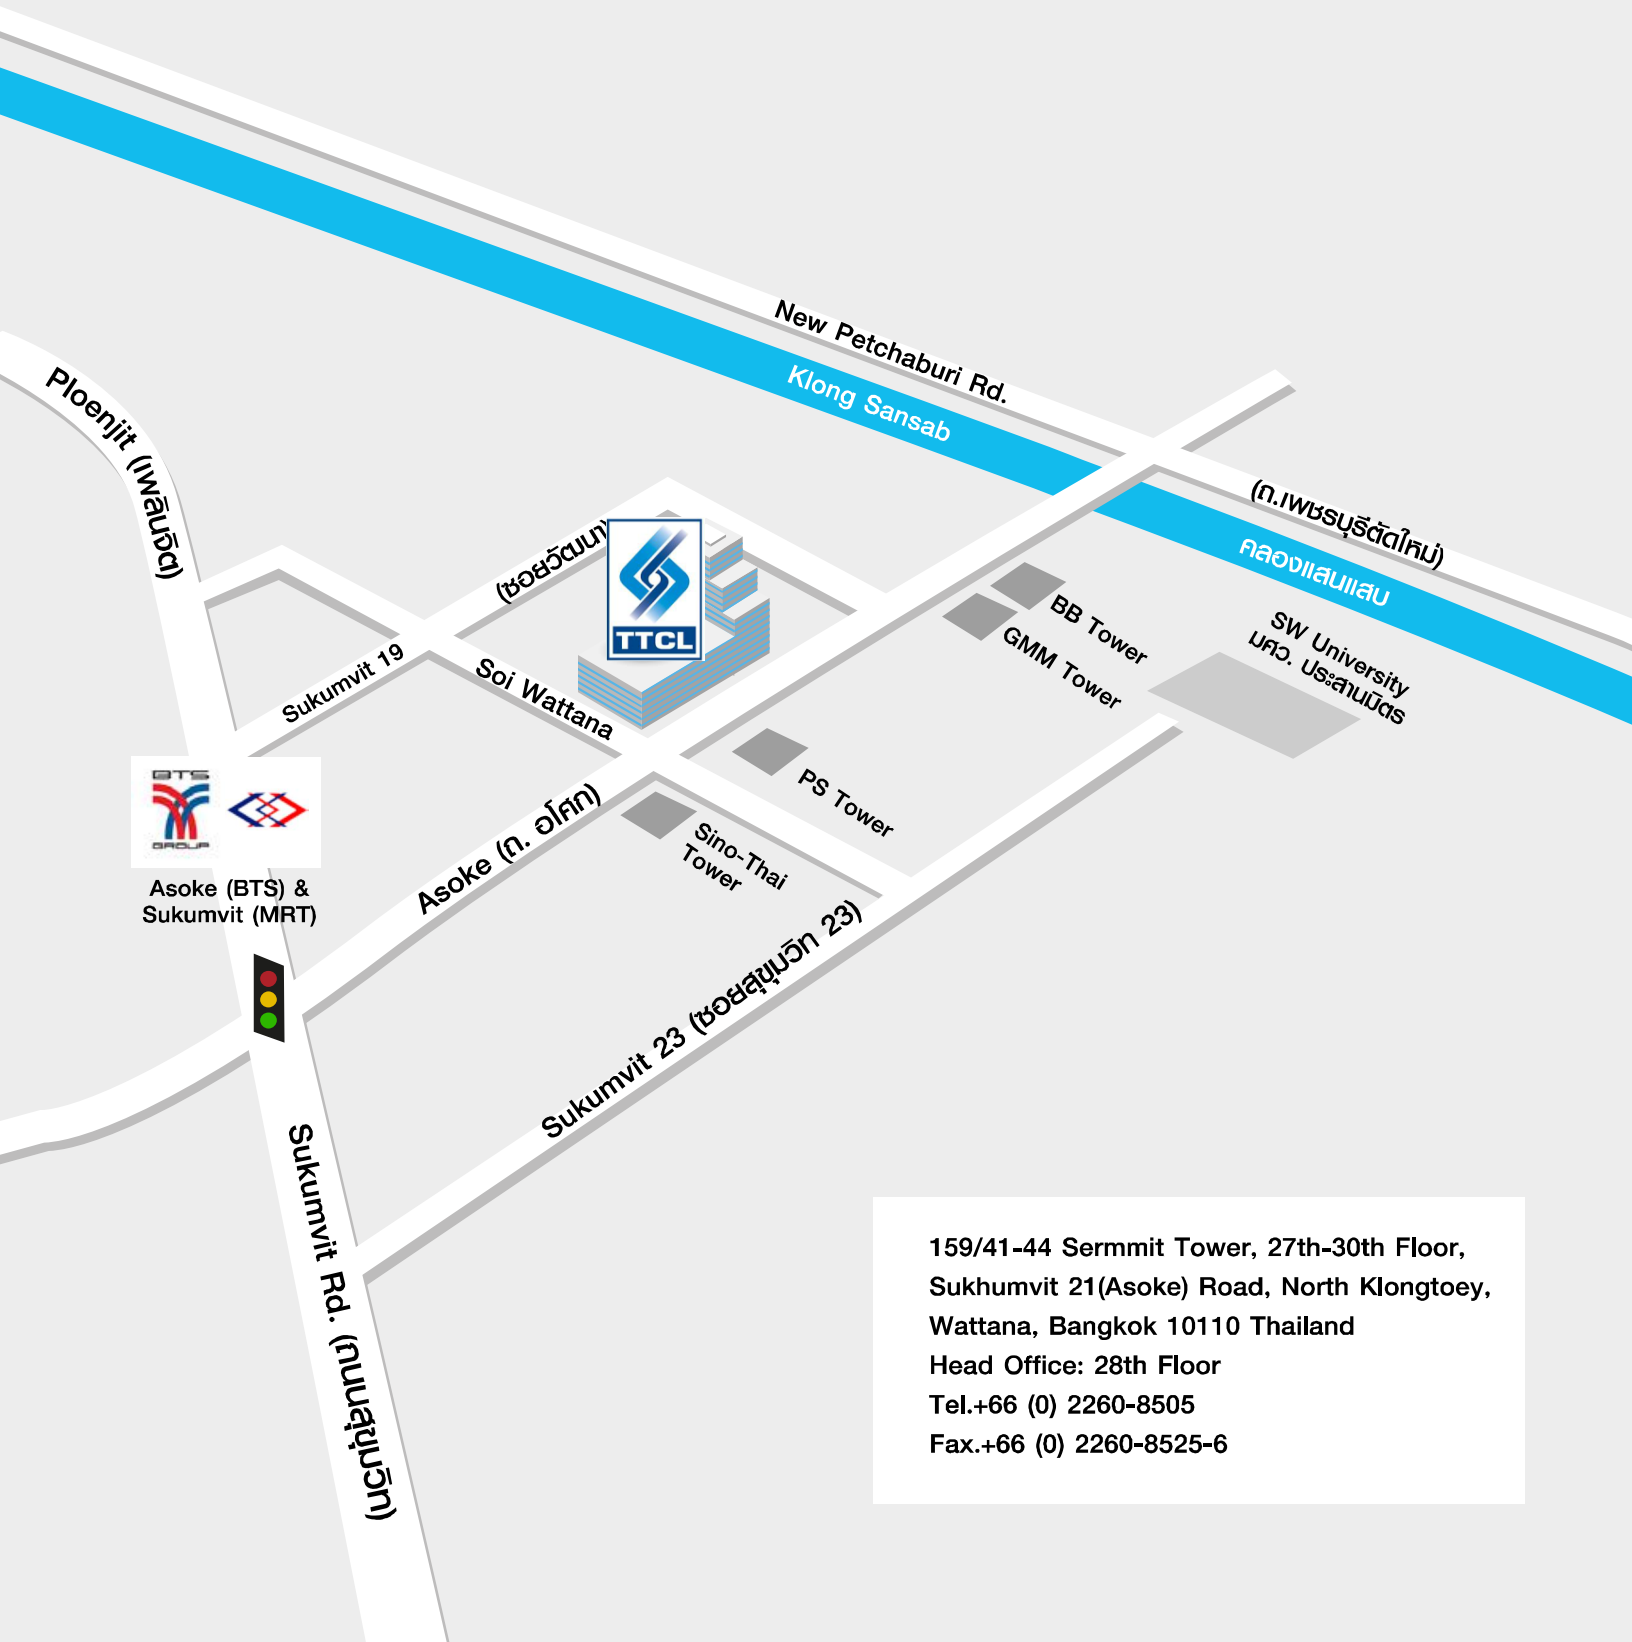 New Petchaburi Rd.
(ถ.เพชรบุรีตัดใหม่)
Klong Sansab
คลองแสนแสบ
Ploenjit (เพลินจิต)
(ซอยวัฒนา)
TTCL
Sukumvit 19
Soi Wattana
BB Tower
GMM Tower
SW University
มศว. ประสานมิตร
PS Tower
Sino-Thai
Tower
Asoke (ถ. อโศก)
BTS
GROUP
Asoke (BTS) &
Sukumvit (MRT)
Sukumvit 23 (ซอยสุขุมวิท 23)
Sukumvit Rd. (ถนนสุขุมวิท)
159/41-44 Sermmit Tower, 27th-30th Floor,
Sukhumvit 21(Asoke) Road, North Klongtoey,
Wattana, Bangkok 10110 Thailand
Head Office: 28th Floor
Tel.+66 (0) 2260-8505
Fax.+66 (0) 2260-8525-6